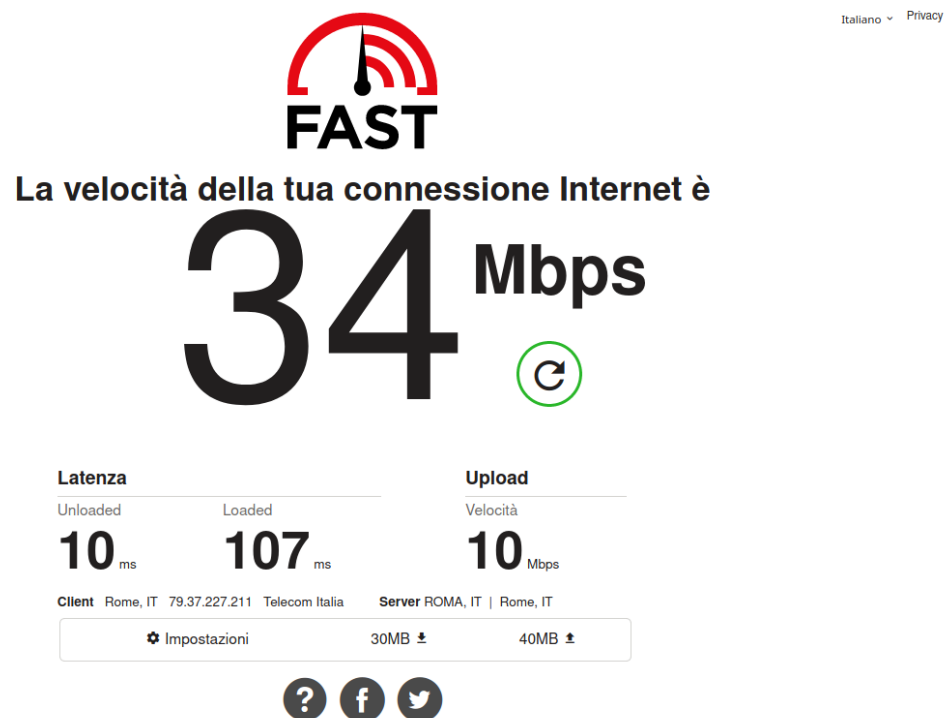 Italiano Privacy
FAST
La velocità della tua connessione Internet è
34 Mbps
Latenza Upload
Unloaded Loaded Velocità
10 ms 107 ms 10 Mbps
Client Rome, IT 79.37.227.211 Telecom Italia Server ROMA, IT | Rome, IT
Impostazioni 30MB 40MB
? f